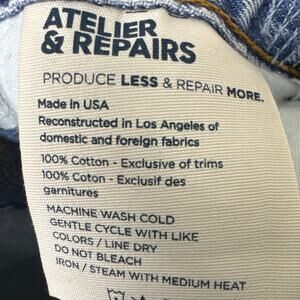 ATELIER
& REPAIRS
PRODUCE LESS & REPAIR MORE.
Made in USA
Reconstructed in Los Angeles of
domestic and foreign fabrics
100% Cotton - Exclusive of trims
100% Coton - Exclusif des
garnitures
MACHINE WASH COLD
GENTLE CYCLE WITH LIKE
COLORS / LINE DRY
DO NOT BLEACH
IRON / STEAM WITH MEDIUM HEAT